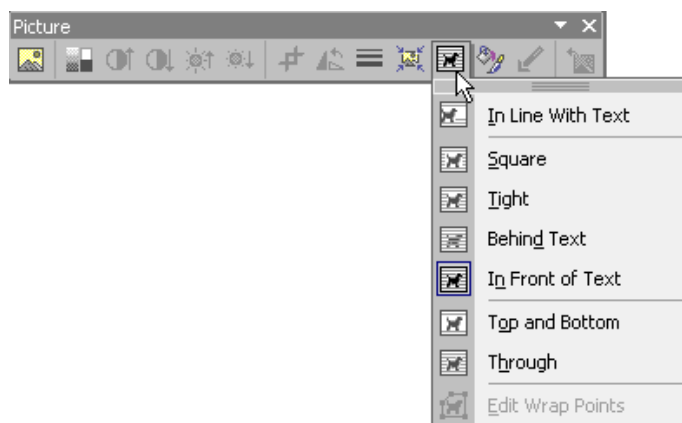 Picture
In Line With Text
Square
Tight
Behind Text
In Front of Text
Top and Bottom
Through
Edit Wrap Points